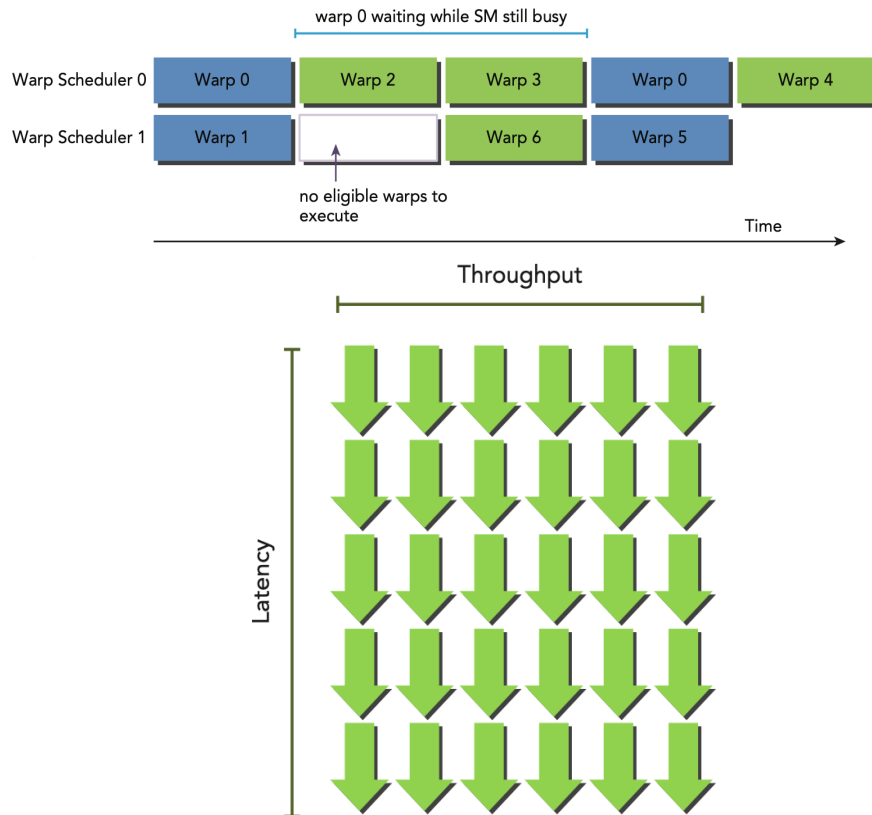 warp 0 waiting while SM still busy
Warp Scheduler 0
Warp 0
Warp 2
Warp 3
Warp 0
Warp 4
Warp Scheduler 1
Warp 1
Warp 6
Warp 5
no eligible warps to
execute
Time
Throughput
Latency